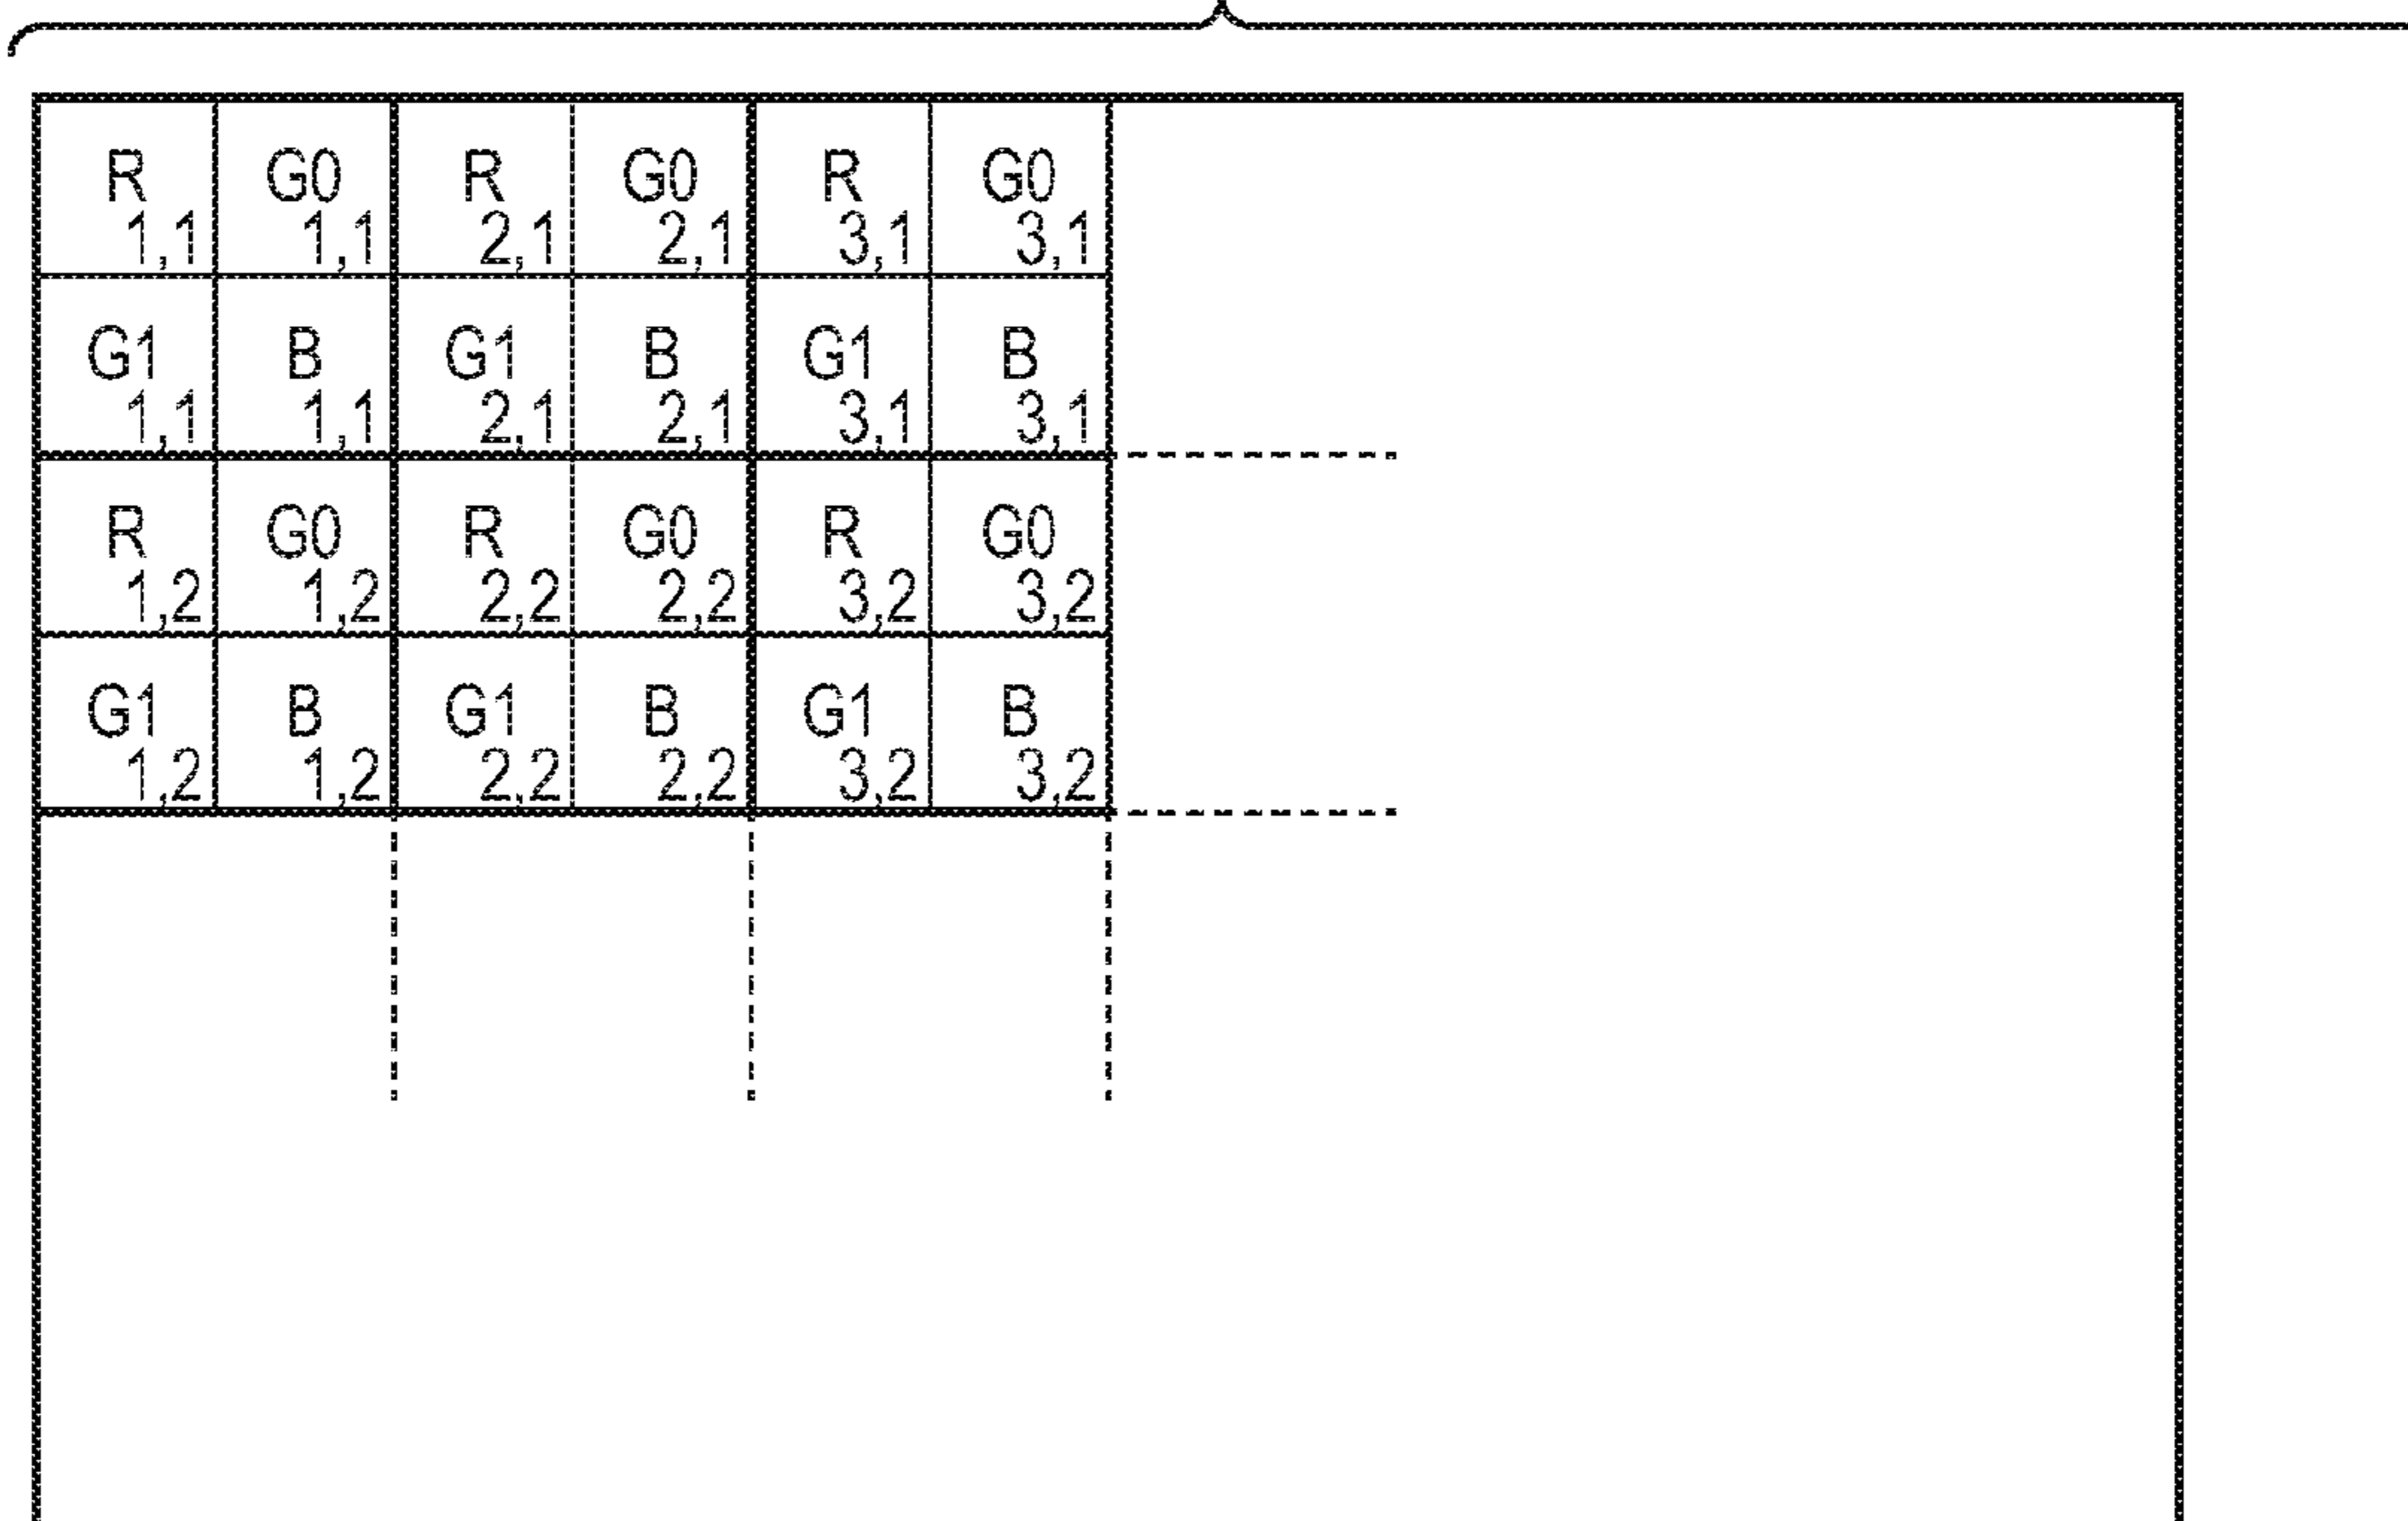 R G0 R G0 R G0
1,1 1,1 2,1 2,1 3,1 3,1
G1 B G1 B G1 B
1,1 1,1 2,1 2,1 3,1 3,1
R G0 R G0 R G0
1,2 1,2 2,2 2,2 3,2 3,2
G1 B G1 B G1 B
1,2 1,2 2,2 2,2 3,2 3,2